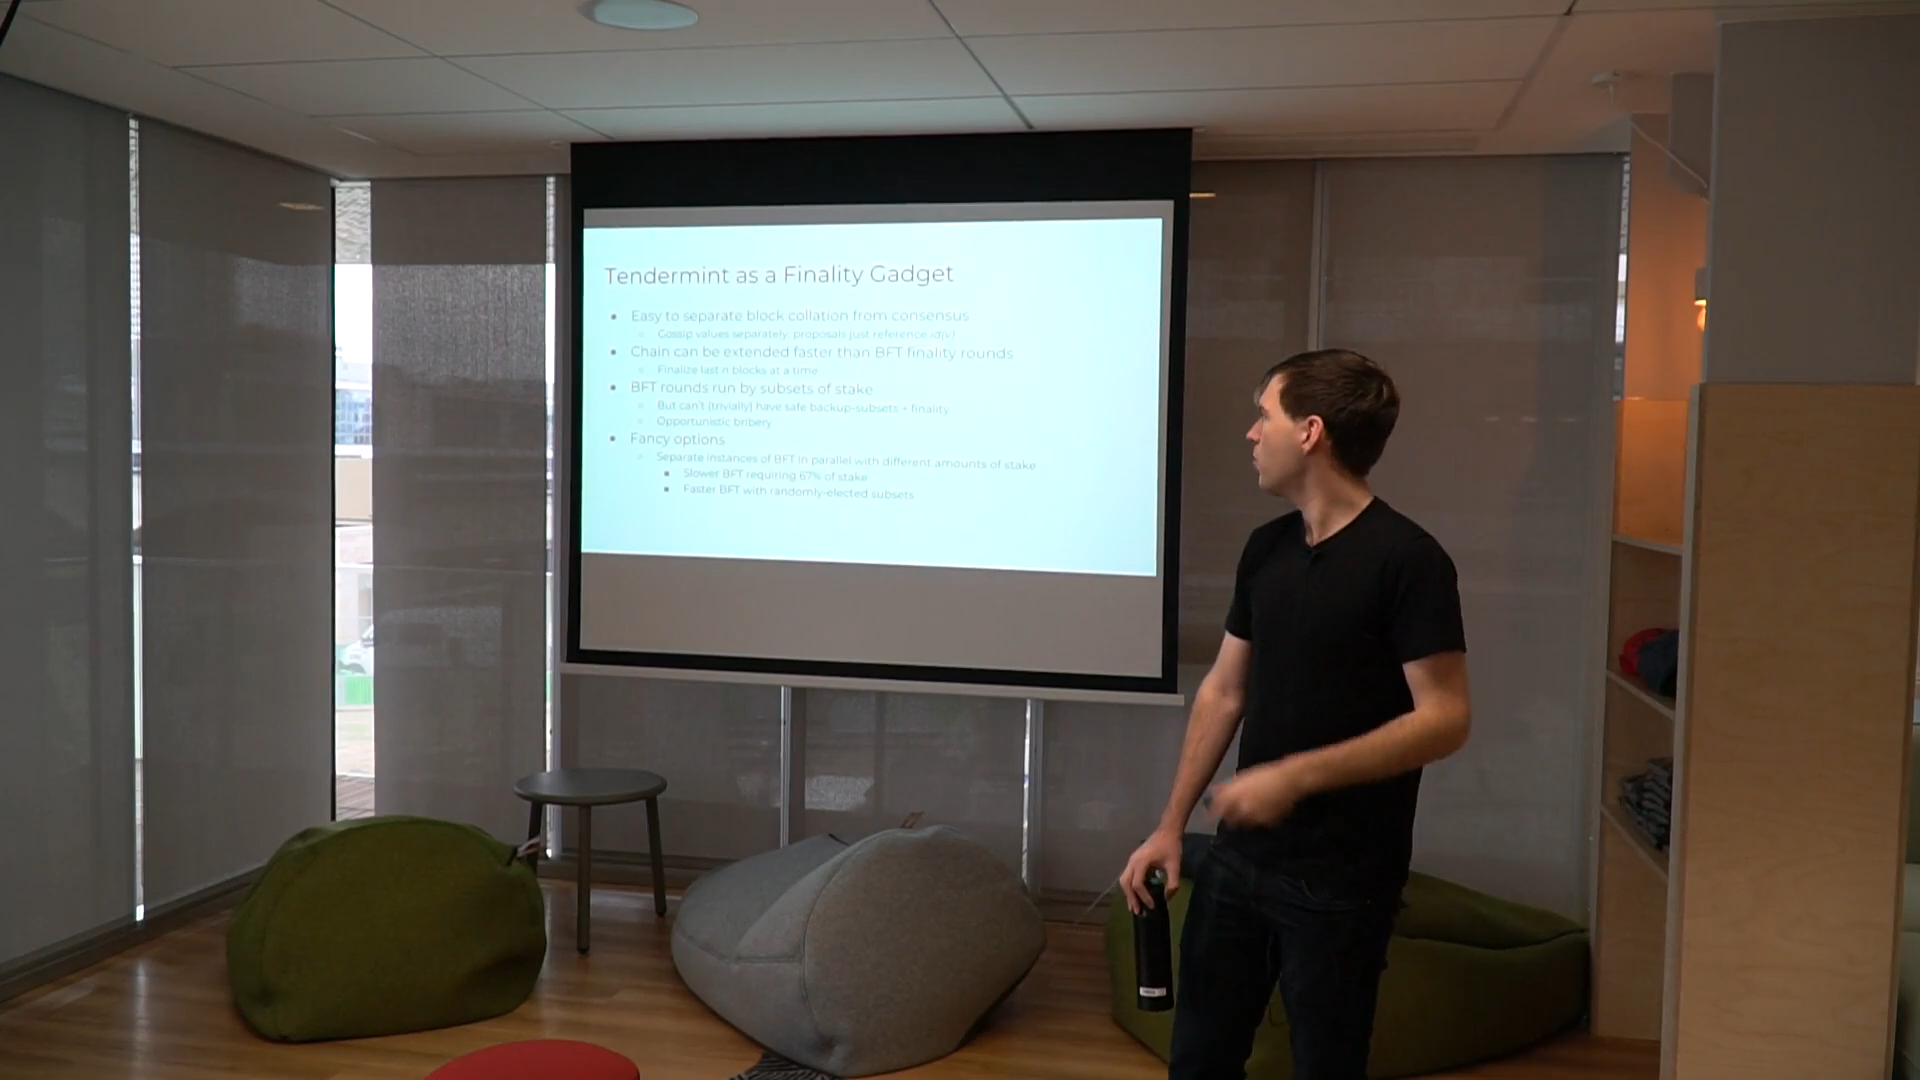 Tendermint as a Finality Gadget
Easy to separate block collation from consensus
Gossip values separately, proposals just reference id(v)
Chain can be extended faster than BFT finality rounds
Finalize last n blocks at a time
BFT rounds run by subsets of stake
But can't (trivially) have safe backup-subsets + finality
Opportunistic bribery
Fancy options
Separate instances of BFT in parallel with different amounts of stake
Slower BFT requiring 67% of stake
Faster BFT with randomly-elected subsets